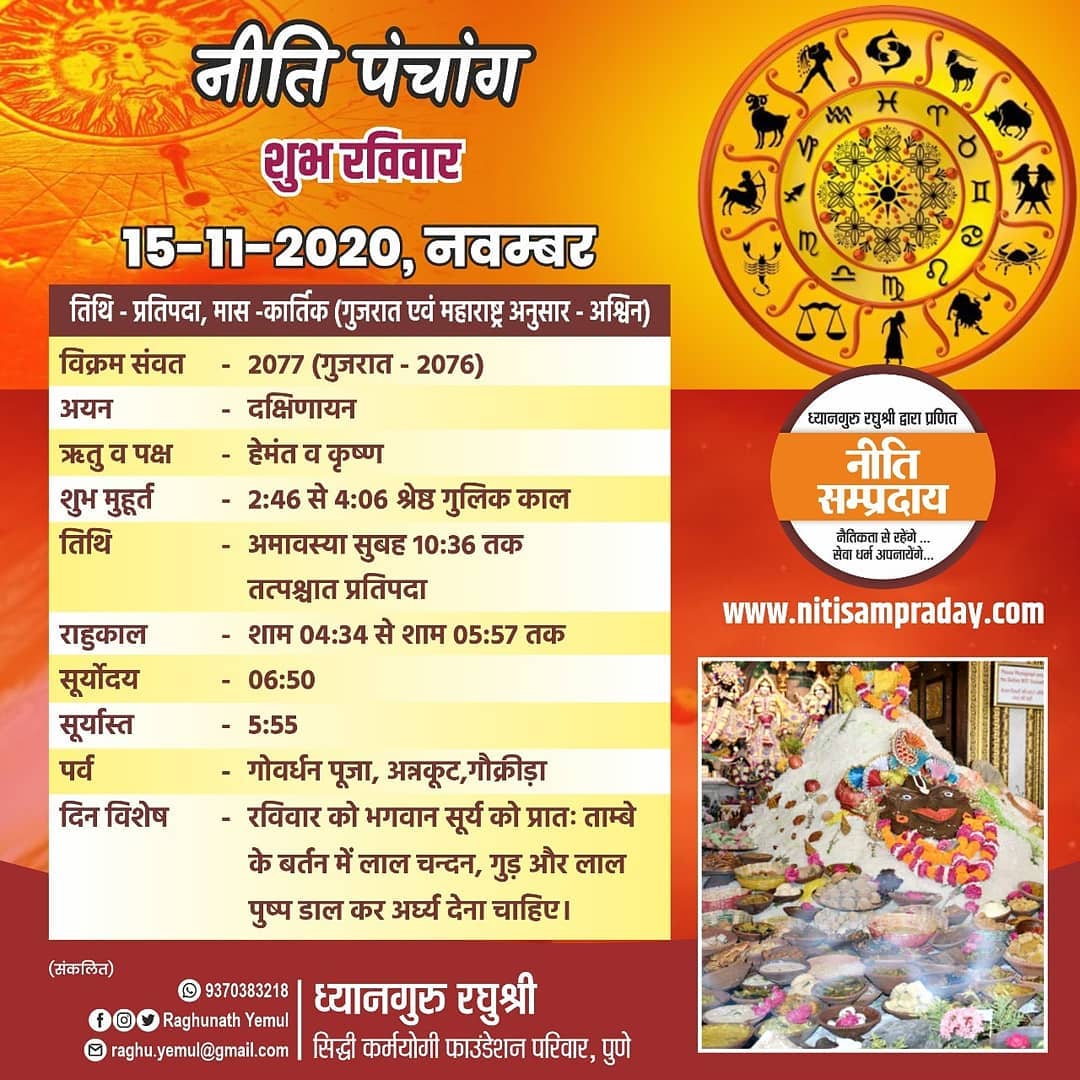 नीति पंचांग
शुभ रविवार
15-11-2020, नवम्बर
तिथि - प्रतिपदा, मास -कार्तिक (गुजरात एवं महाराष्ट्र अनुसार - अश्विन)
विक्रम संवत - 2077 (गुजरात - 2076)
अयन - दक्षिणायन
ऋतु व पक्ष - हेमंत व कृष्ण
शुभ मुहूर्त - 2:46 से 4:06 श्रेष्ठ गुलिक काल
तिथि - अमावस्या सुबह 10:36 तक
तत्पश्चात प्रतिपदा
राहुकाल - शाम 04:34 से शाम 05:57 तक
सूर्योदय - 06:50
सूर्यास्त - 5:55
पर्व - गोवर्धन पूजा, अन्नकूट,गौक्रीड़ा
दिन विशेष - रविवार को भगवान सूर्य को प्रातः ताम्बे
के बर्तन में लाल चन्दन, गुड़ और लाल
पुष्प डाल कर अर्घ्य देना चाहिए।
ध्यानगुरु रघुश्री द्वारा प्रणित
नीति
सम्प्रदाय
नैतिकता से रहेंगे ...
सेवा धर्म अपनायेंगे...
www.nitisampraday.com
(संकलित)
9370383218
Raghunath Yemul
raghu.yemul@gmail.com
ध्यानगुरु रघुश्री
सिद्धी कर्मयोगी फाउंडेशन परिवार, पुणे